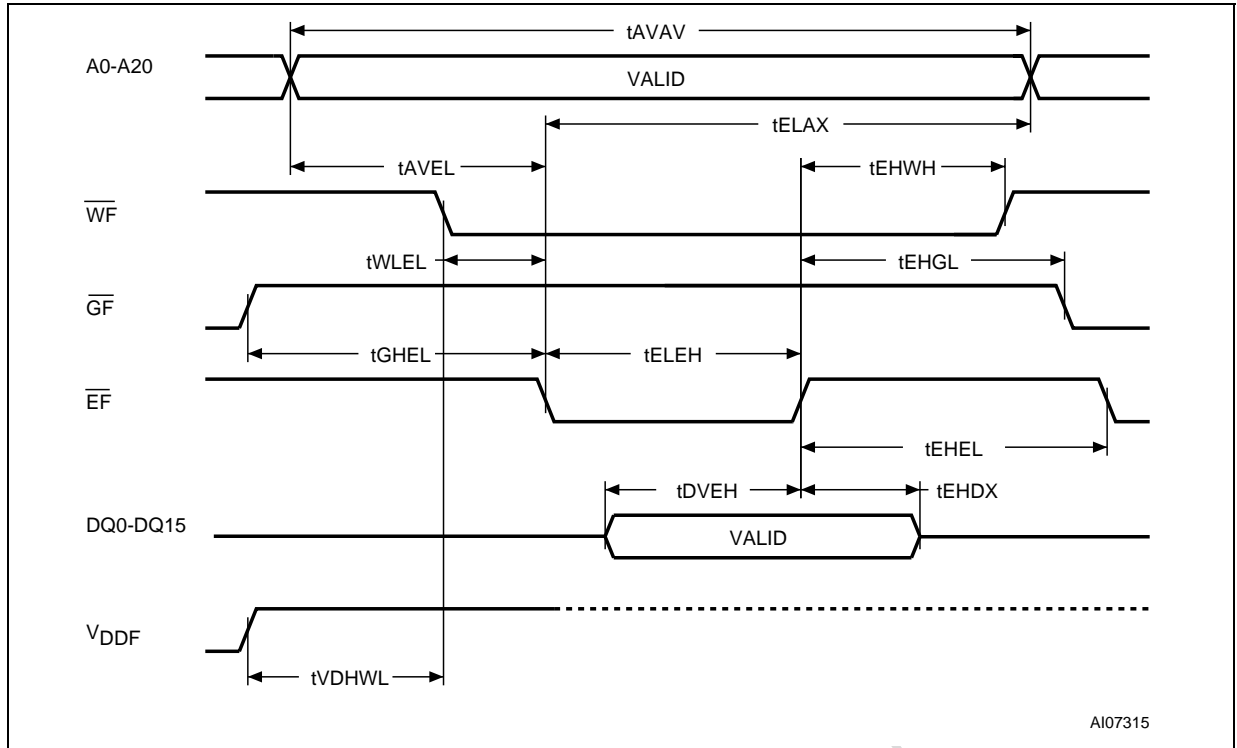 tAVAV
A0-A20
VALID
tELAX
tAVEL
tEHWH
WF
tWLEL
tEHGL
GF
tGHEL
tELEH
EF
tEHEL
tDVEH
tEHDX
DQ0-DQ15
VALID
VDDF
tVDHWL
AI07315